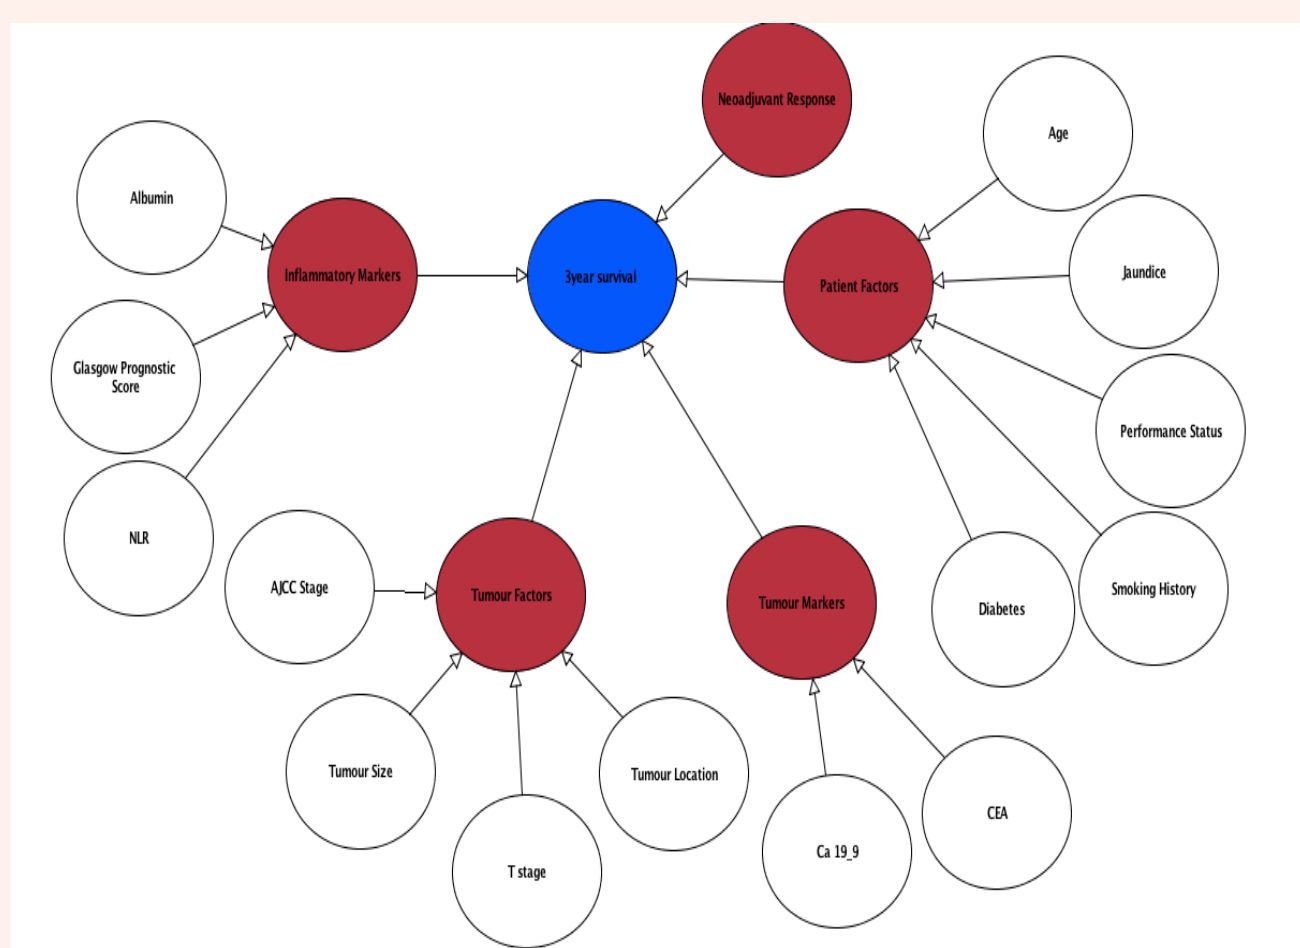 Neoadjuvant Response
Age
Albumin
Inflammatory Markers
3year survival
Patient Factors
Jaundice
Glasgow Prognostic
Score
Performance Status
NLR
AJCC Stage
Tumour Factors
Tumour Markers
Diabetes
Smoking History
Tumour Size
T stage
Tumour Location
Ca 19_9
CEA